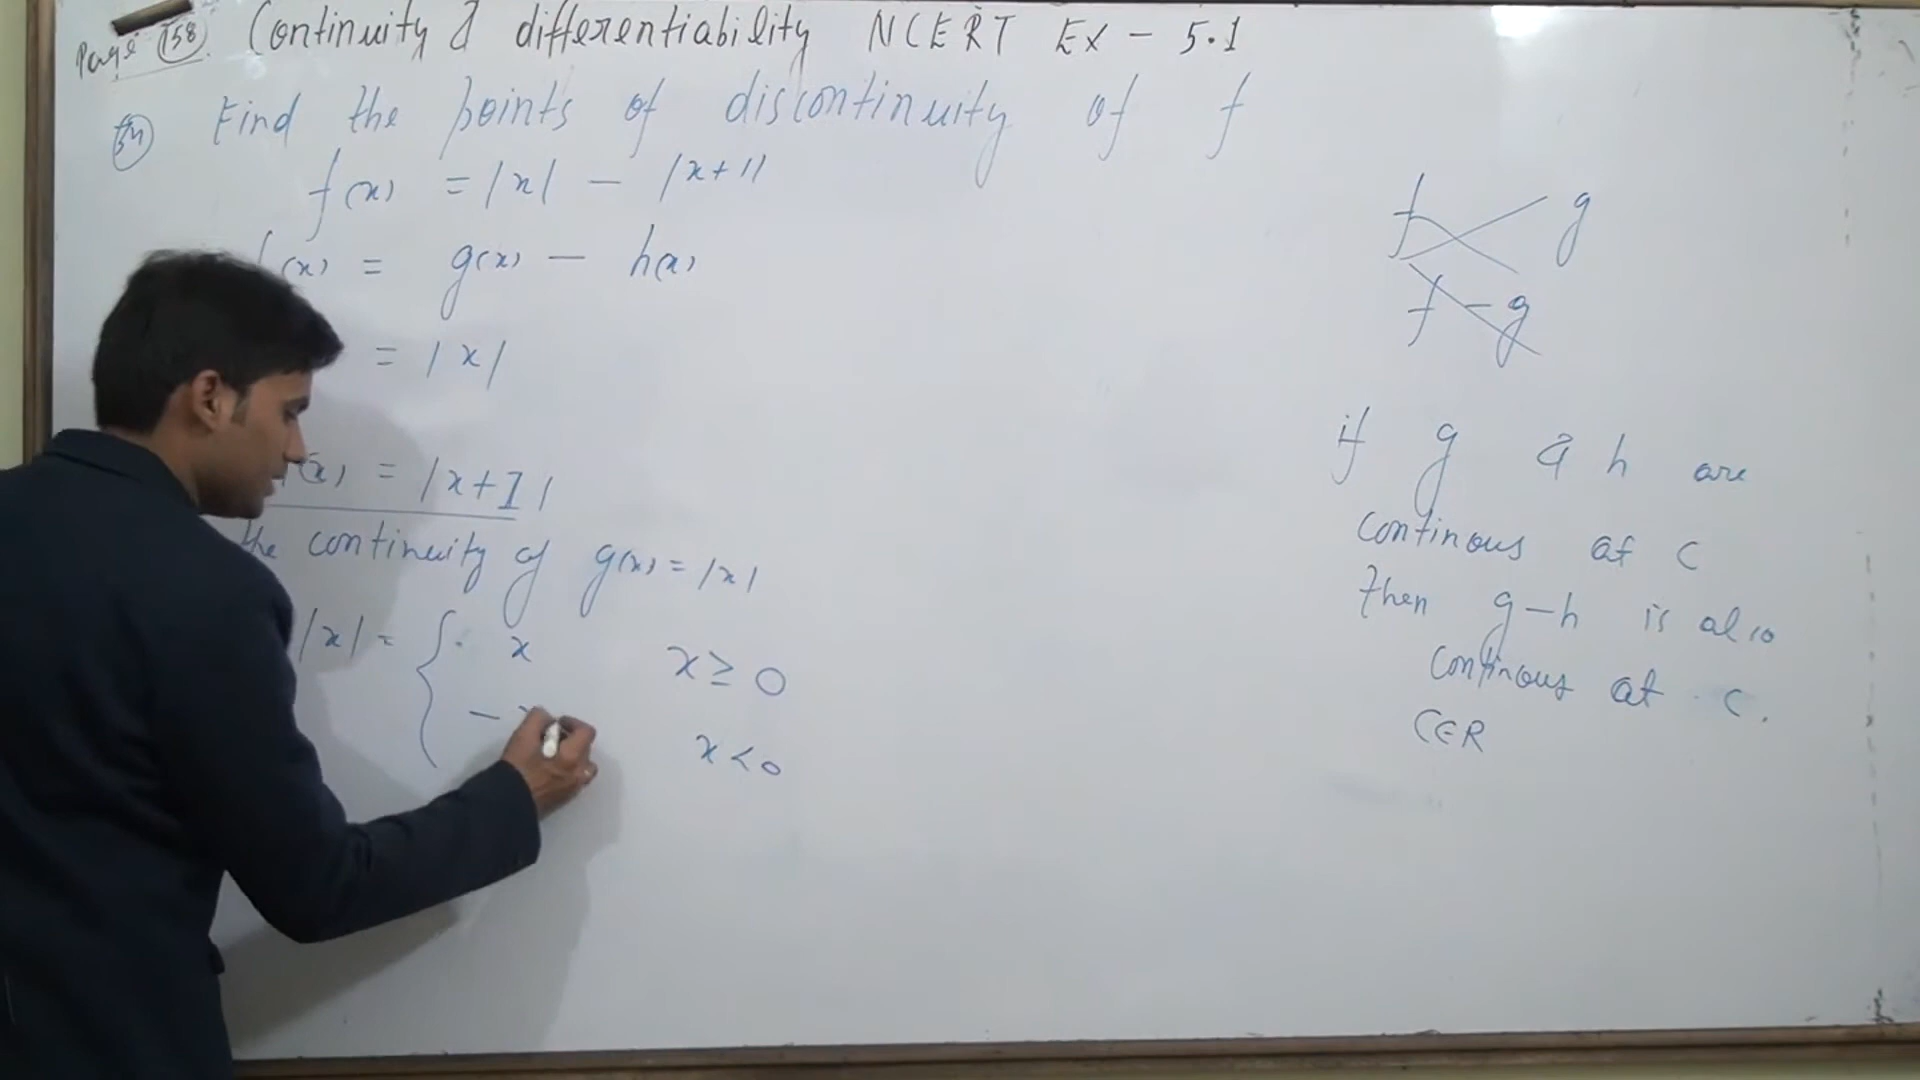 Page 158 Continuity & differentiability NCERT Ex - 5.1
34 Find the points of discontinuity of f
f(x) = |x| - |x+1|
f(x) = g(x) - h(x)
= |x|
(x) = |x+1|
the continuity of g(x) = |x|
|x| = { x x ≥ 0
- x x < 0
f g
f - g
if g & h are
continous at c
then g-h is also
continous at c.
C∈R